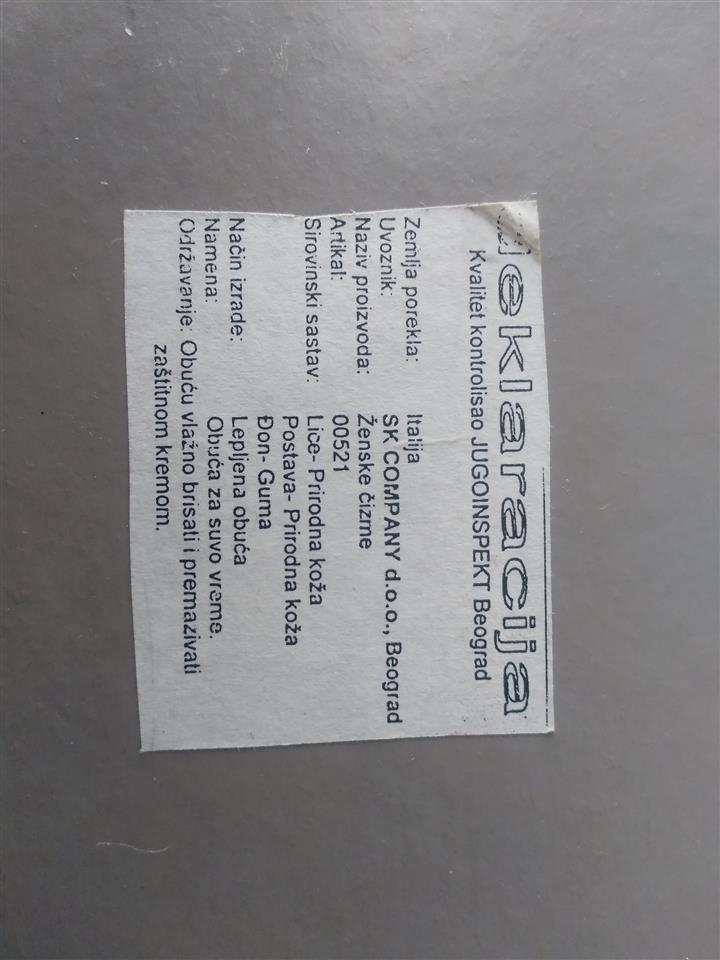 deklaracija
Kvalitet kontrolisao JUGOINSPEKT Beograd
Zemlja porekla: Italija
Uvoznik: SK COMPANY d.o.o., Beograd
Naziv proizvoda: Ženske čizme
Artikal: 00521
Sirovinski sastav: Lice- Prirodna koža
Postava- Prirodna koža
Đon- Guma
Način izrade: Lepljena obuća
Namena: Obuća za suvo vreme.
Održavanje: Obuću vlažno brisati i premazivati
zaštitnom kremom.